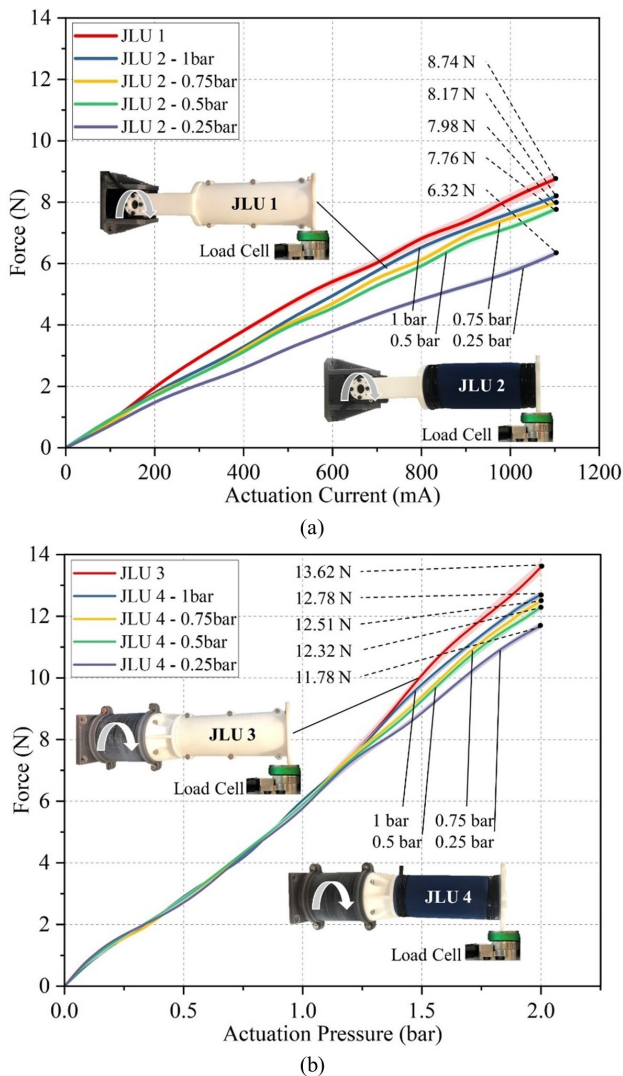 14
12
10
8
6
4
2
0
Force (N)
JLU 1
JLU 2 - 1bar
JLU 2 - 0.75bar
JLU 2 - 0.5bar
JLU 2 - 0.25bar
8.74 N
8.17 N
7.98 N
7.76 N
6.32 N
JLU 1
Load Cell
1 bar
0.5 bar
0.75 bar
0.25 bar
JLU 2
Load Cell
0 200 400 600 800 1000 1200
Actuation Current (mA)
(a)
14
12
10
8
6
4
2
0
Force (N)
JLU 3
JLU 4 - 1bar
JLU 4 - 0.75bar
JLU 4 - 0.5bar
JLU 4 - 0.25bar
13.62 N
12.78 N
12.51 N
12.32 N
11.78 N
JLU 3
Load Cell
1 bar
0.5 bar
0.75 bar
0.25 bar
JLU 4
Load Cell
0.0 0.5 1.0 1.5 2.0
Actuation Pressure (bar)
(b)